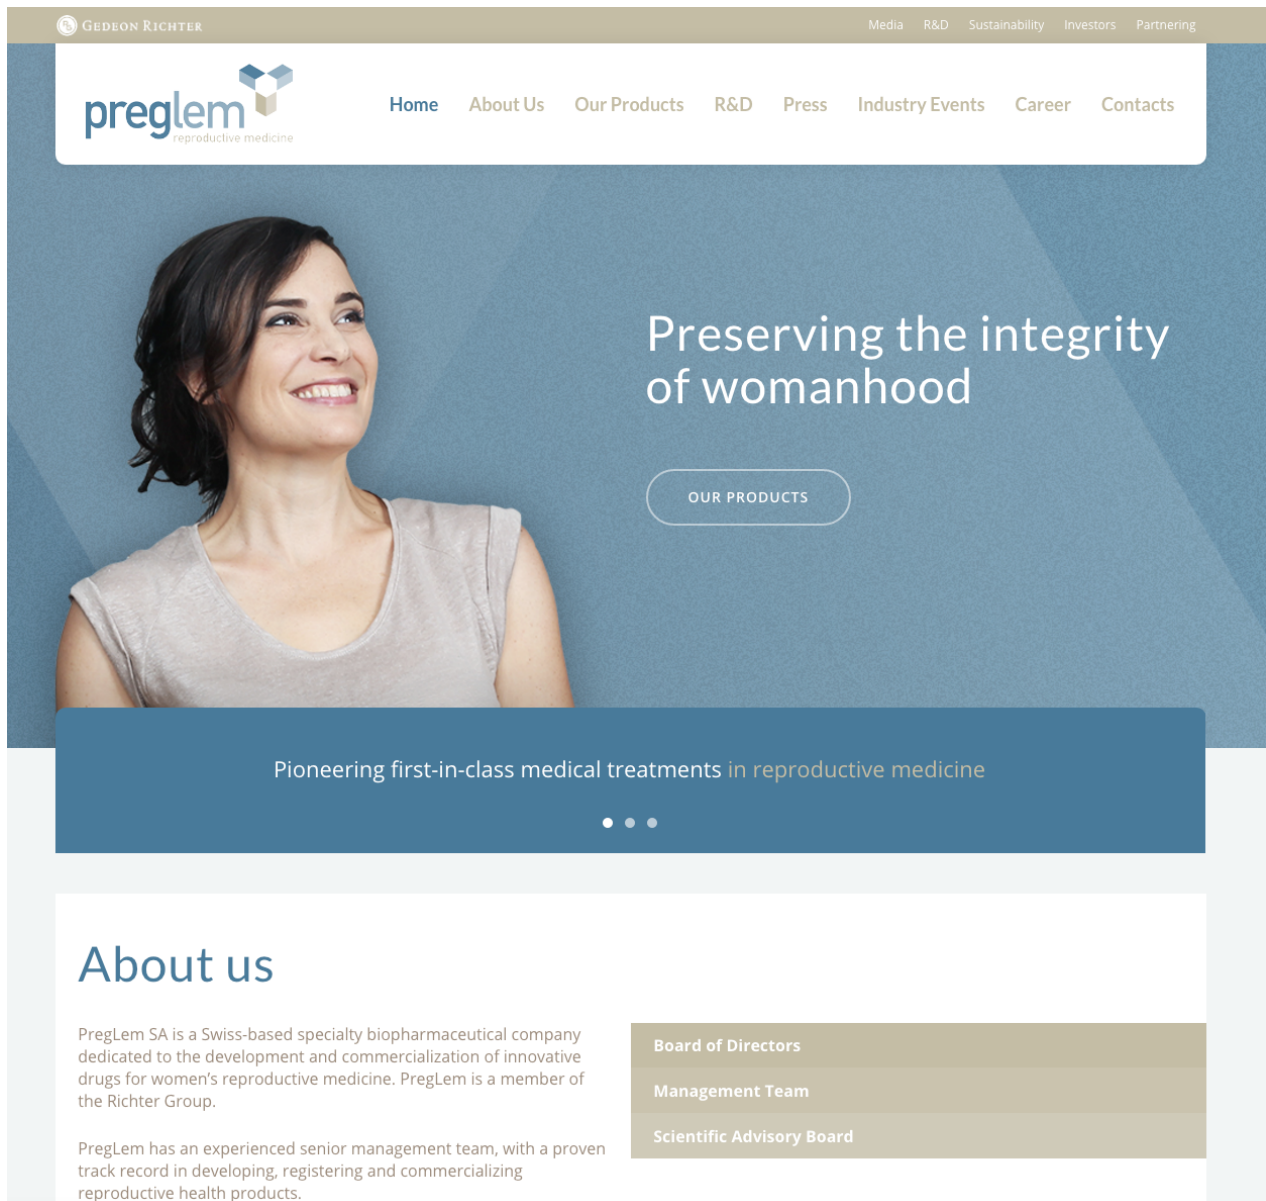 GEDEON RICHTER
Media R&D Sustainability Investors Partnering
preglem
reproductive medicine
Home About Us Our Products R&D Press Industry Events Career Contacts
Preserving the integrity
of womanhood
OUR PRODUCTS
Pioneering first-in-class medical treatments in reproductive medicine
About us
PregLem SA is a Swiss-based specialty biopharmaceutical company
dedicated to the development and commercialization of innovative
drugs for women’s reproductive medicine. PregLem is a member of
the Richter Group.
PregLem has an experienced senior management team, with a proven
track record in developing, registering and commercializing
reproductive health products.
Board of Directors
Management Team
Scientific Advisory Board